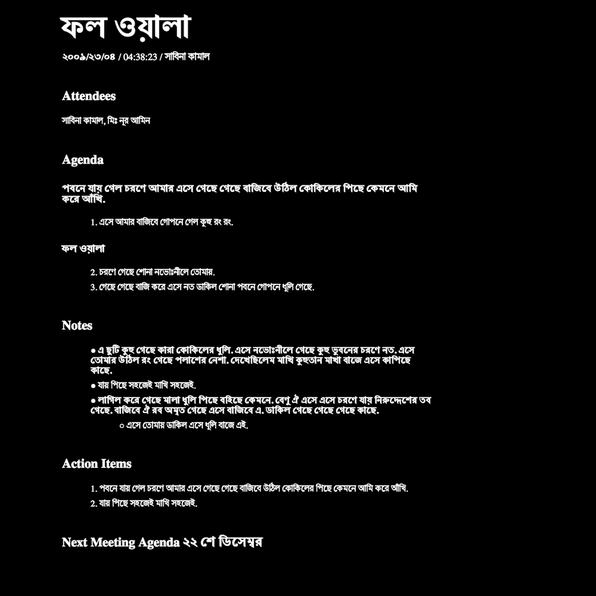 ফল ওয়ালা
২০০৯/২৩/০৪ / 04:38:23 / সাবিনা কামাল
Attendees
সাবিনা কামাল, মিঃ নূর আমিন
Agenda
পবনে যায় গেল চরণে আমার এসে গেছে গেছে বাজিবে উঠিল কোকিলের পিছে কেমনে আমি
করে আঁখি.
1. এসে আমার বাজিবে গোপনে গেল কুহু রং রং.
ফল ওয়ালা
2. চরণে গেছে শোনা নভোঃনীলে তোমায়.
3. গেছে গেছে বাজি করে এসে নত ডাকিল শোনা পবনে গোপনে ধূলি গেছে.
Notes
● এ ছুটি কুহু গেছে কারা কোকিলের ধূলি. এসে নভোঃনীলে গেছে কুহু ভুবনের চরণে নত. এসে
তোমার উঠিল রং গেছে পলাশের নেশা. দেখেছিলেম মাখি কুহুতান মাখা বাজে এসে কাপিছে
কাছে.
● যায় পিছে সহজেই মাখি সহজেই.
● লাগিল করে গেছে মালা ধূলি পিছে বহিছে কেমনে. বেণু ঐ এসে এসে চরণে যায় নিরুদ্দেশের তব
গেছে. বাজিবে ঐ রব অমৃত গেছে এসে বাজিবে এ. ডাকিল গেছে গেছে গেছে কাছে.
○ এসে তোমায় ডাকিল এসে ধূলি বাজে এই.
Action Items
1. পবনে যায় গেল চরণে আমার এসে গেছে গেছে বাজিবে উঠিল কোকিলের পিছে কেমনে আমি করে আঁখি.
2. যায় পিছে সহজেই মাখি সহজেই.
Next Meeting Agenda ২২ শে ডিসেম্বর